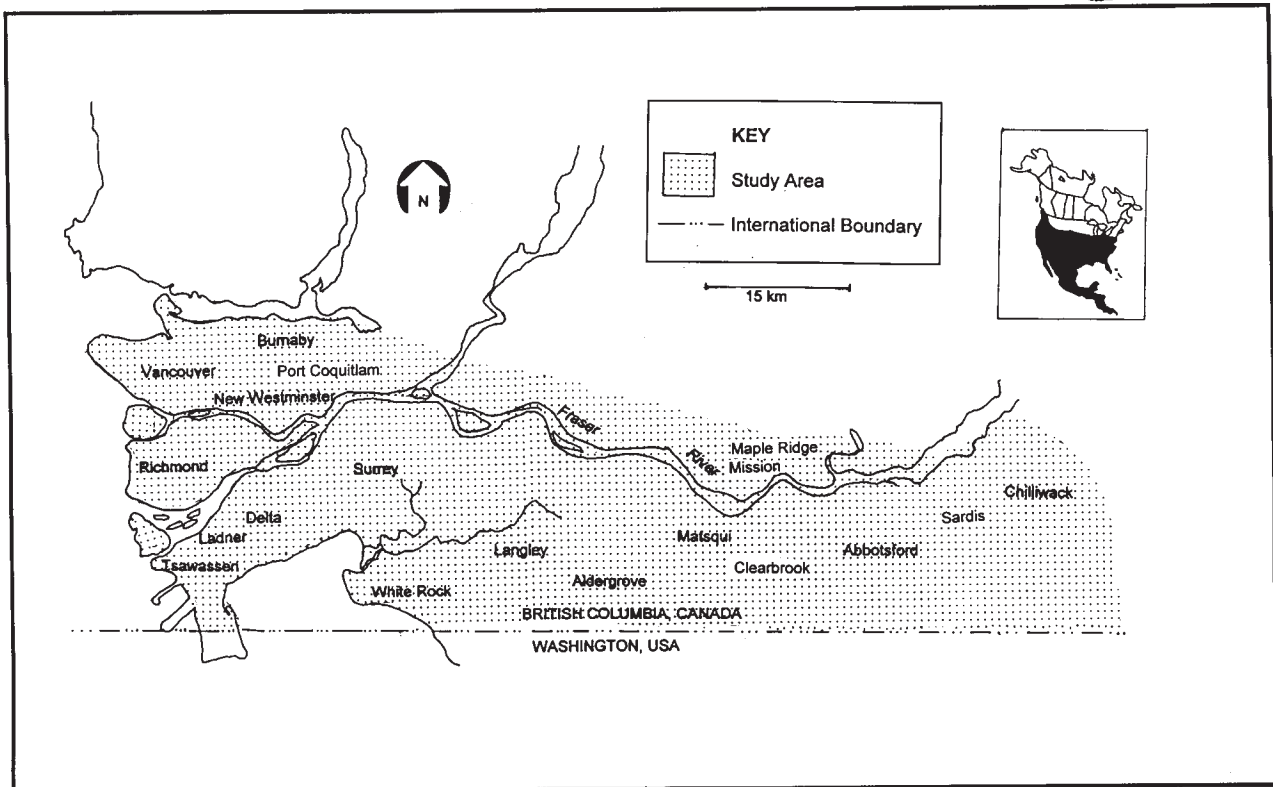 KEY
Study Area
International Boundary
15 km
N
Burnaby
Vancouver
Port Coquitlam
New Westminster
Fraser
River
Maple Ridge
Mission
Richmond
Surrey
Chilliwack
Sardis
Delta
Ladner
Matsqui
Abbotsford
Langley
Tsawassen
Clearbrook
Aldergrove
White Rock
BRITISH COLUMBIA, CANADA
WASHINGTON, USA